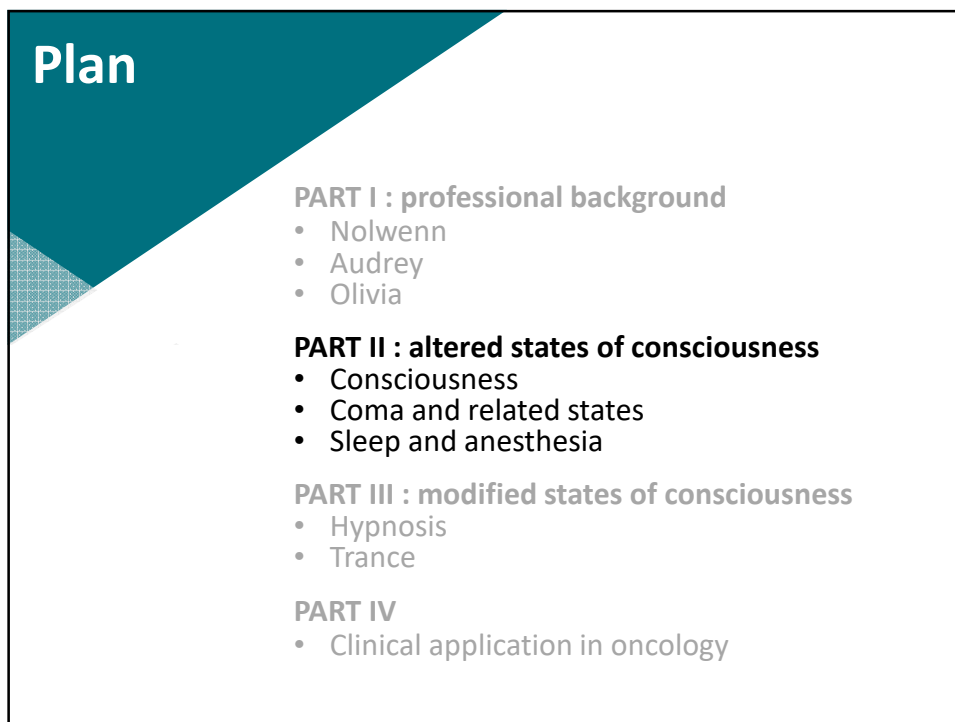 Plan
PART I : professional background
• Nolwenn
• Audrey
• Olivia
PART II : altered states of consciousness
• Consciousness
• Coma and related states
• Sleep and anesthesia
PART III : modified states of consciousness
• Hypnosis
• Trance
PART IV
• Clinical application in oncology